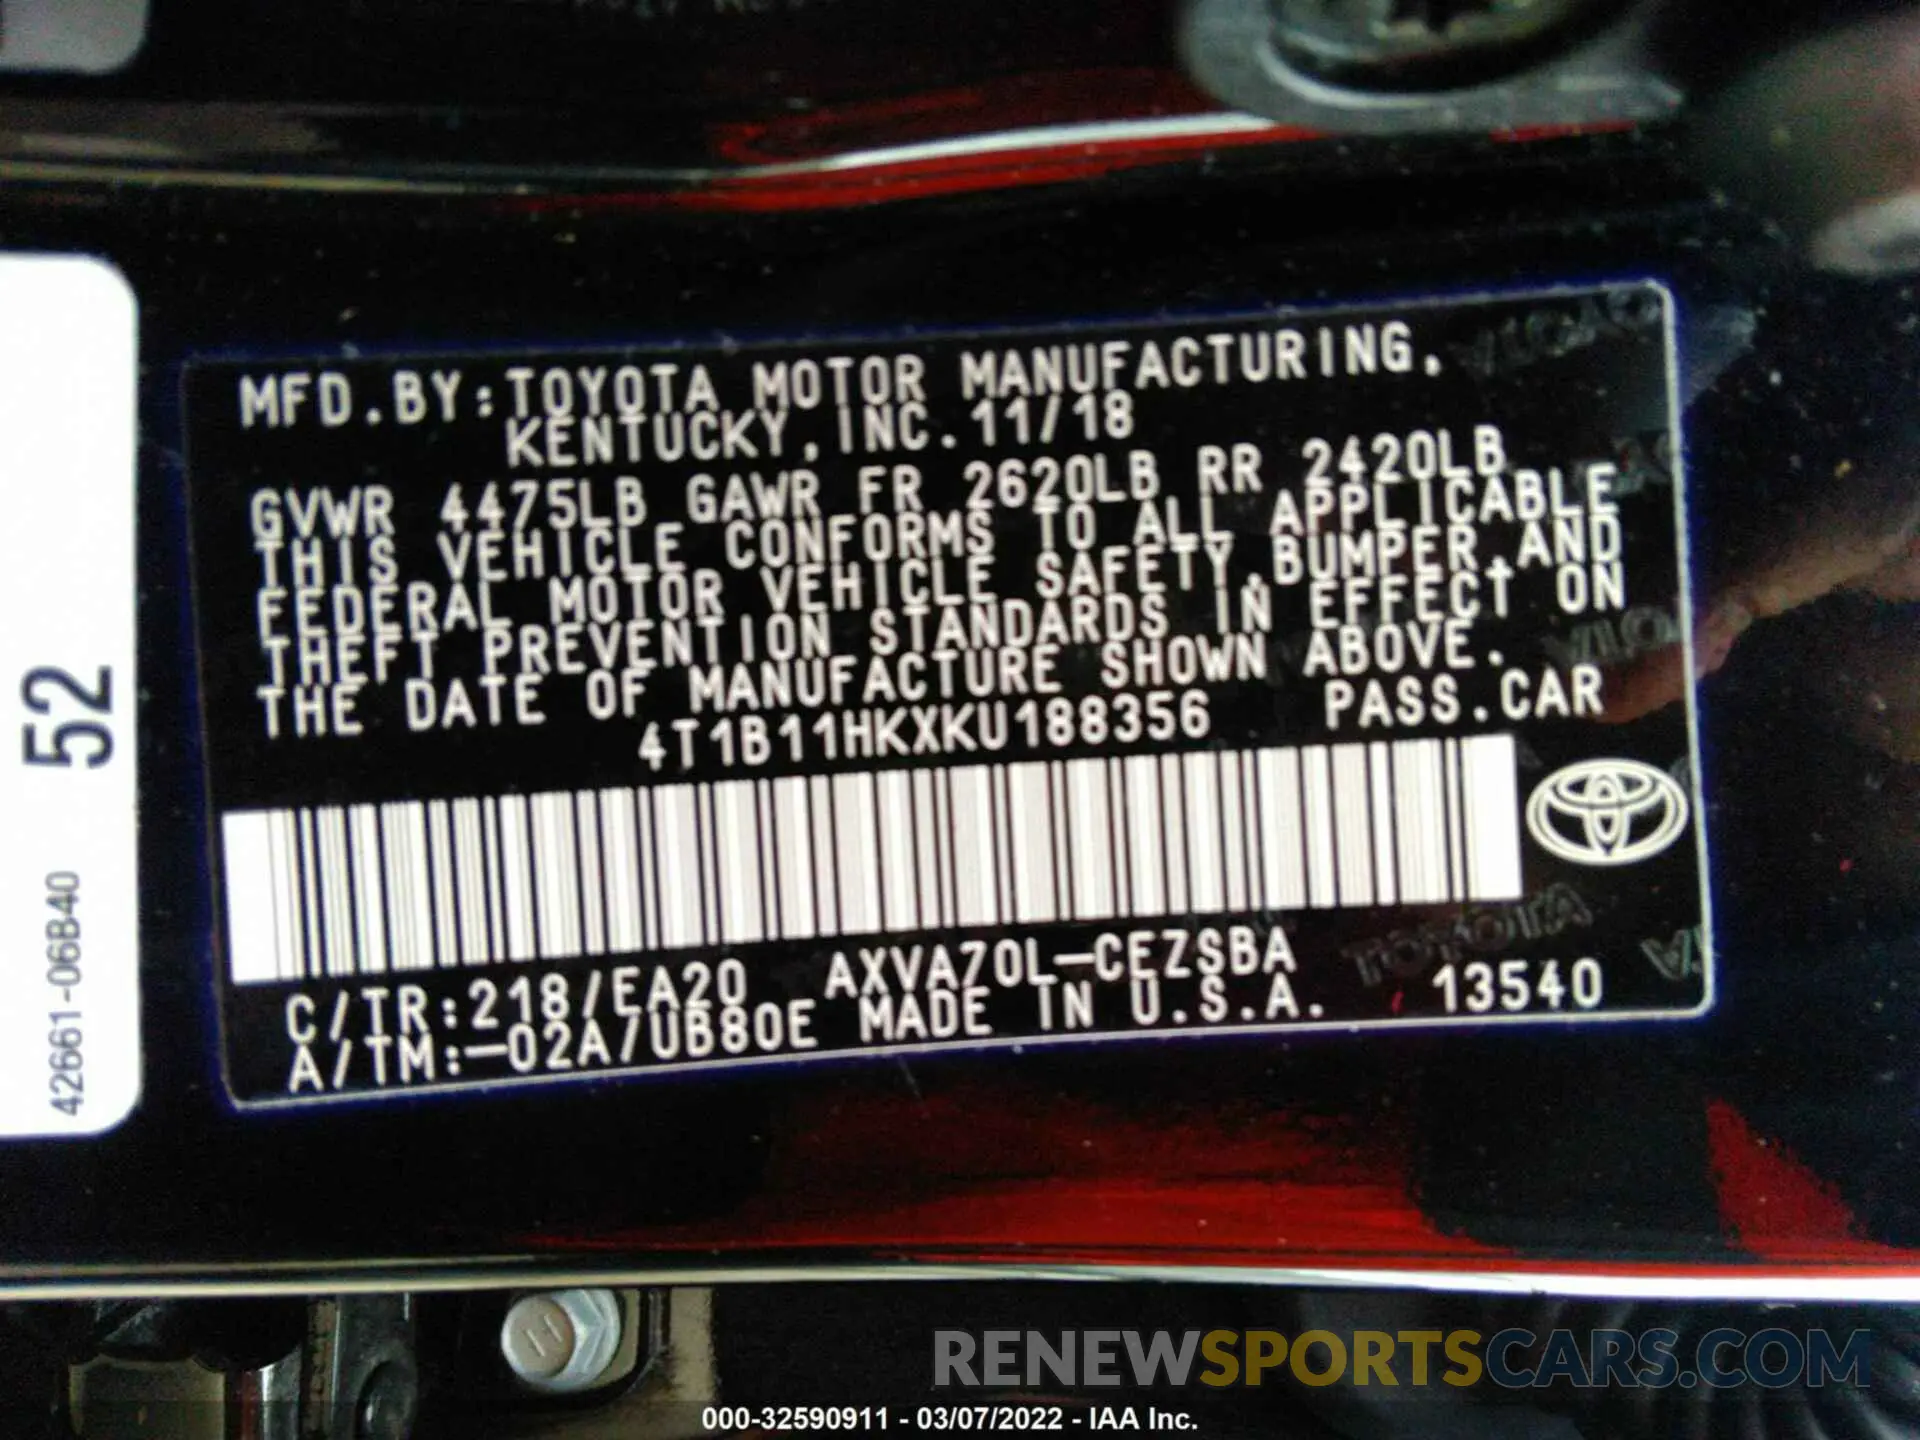 MFD.BY:TOYOTA MOTOR MANUFACTURING,
KENTUCKY,INC.11/18
GVWR 4475LB GAWR FR 2620LB RR 2420LB
THIS VEHICLE CONFORMS TO ALL APPLICABLE
FEDERAL MOTOR VEHICLE SAFETY,BUMPER,AND
THEFT PREVENTION STANDARDS IN EFFECT ON
THE DATE OF MANUFACTURE SHOWN ABOVE.
4T1B11HKXKU188356 PASS.CAR
C/TR:218/EA20 AXVA70L-CEZSBA
A/TM:-02A/UB80E MADE IN U.S.A. 13540
TOYOTA
52
42661-06B40
RENEWSPORTSCARS.COM
000-32590911 - 03/07/2022 - IAA Inc.